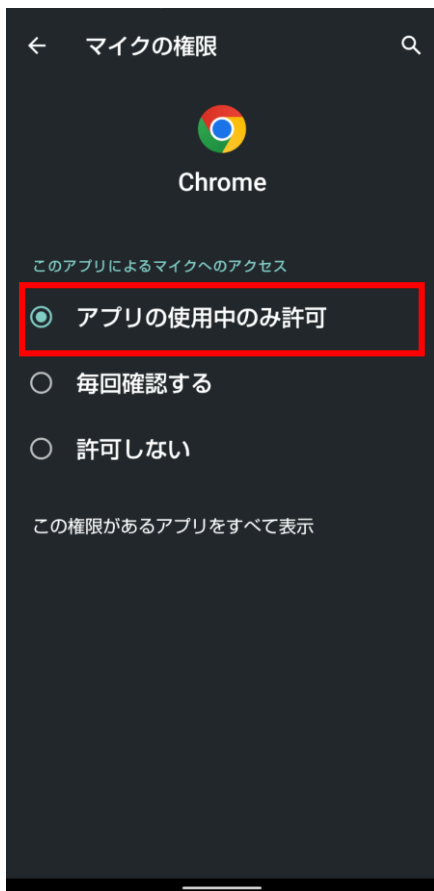 マイクの権限
Chrome
このアプリによるマイクへのアクセス
アプリの使用中のみ許可
毎回確認する
許可しない
この権限があるアプリをすべて表示